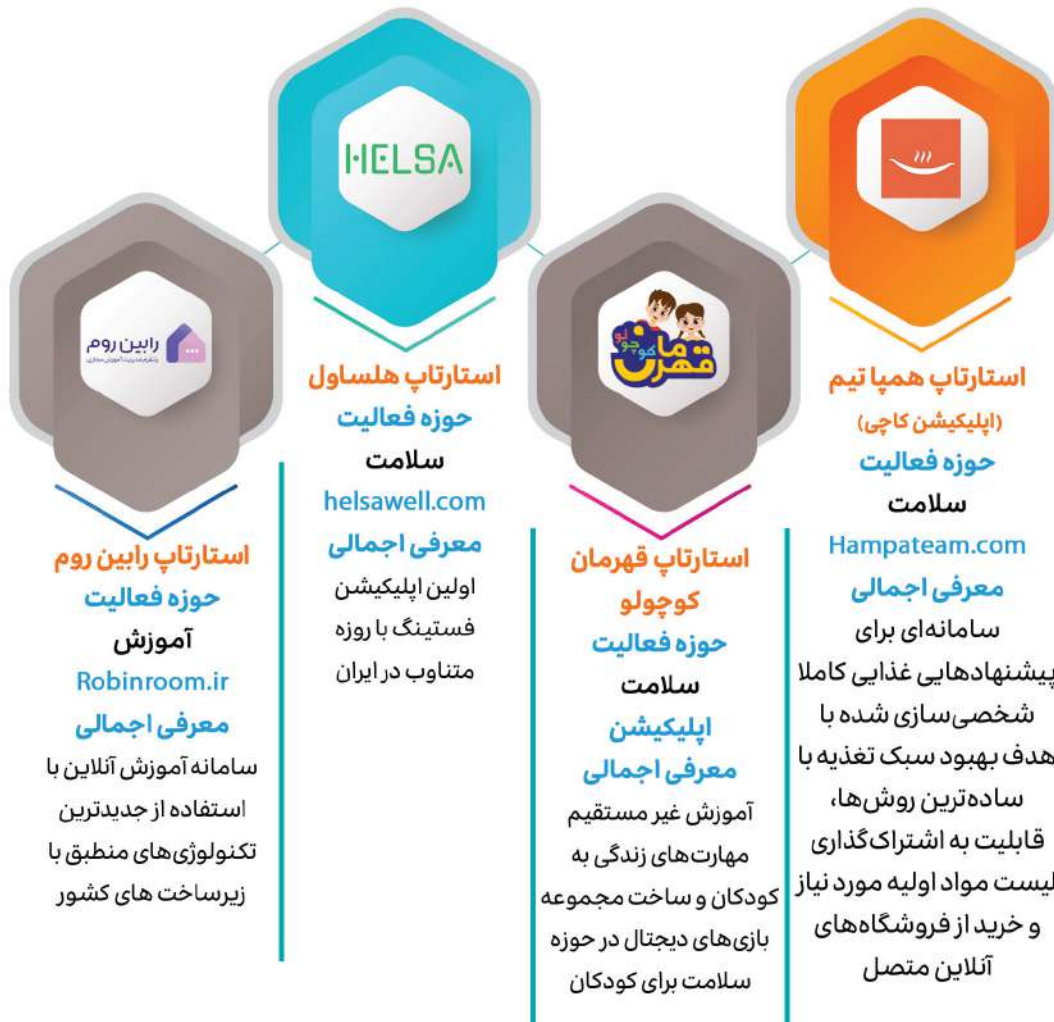 استارتاپ همپا تیم
(اپلیکیشن کاچی)
حوزه فعالیت
سلامت
Hampateam.com
معرفی اجمالی
سامانه‌ای برای
پیشنهادهایی غذایی کاملا
شخصی‌سازی شده با
هدف بهبود سبک تغذیه با
ساده‌ترین روش‌ها،
قابلیت به اشتراک‌گذاری
لیست مواد اولیه مورد نیاز
و خرید از فروشگاه‌های
آنلاین متصل
قهرمان
کوچولو
استارتاپ قهرمان
کوچولو
حوزه فعالیت
سلامت
اپلیکیشن
معرفی اجمالی
آموزش غیر مستقیم
مهارت‌های زندگی به
کودکان و ساخت مجموعه
بازی‌های دیجتال در حوزه
سلامت برای کودکان
HELSA
استارتاپ هلساول
حوزه فعالیت
سلامت
helsawell.com
معرفی اجمالی
اولین اپلیکیشن
فستینگ با روزه
متناوب در ایران
رابین روم
پلتفرم مدیریت آموزش مجازی
استارتاپ رابین روم
حوزه فعالیت
آموزش
Robinroom.ir
معرفی اجمالی
سامانه آموزش آنلاین با
استفاده از جدیدترین
تکنولوژی‌های منطبق با
زیرساخت های کشور